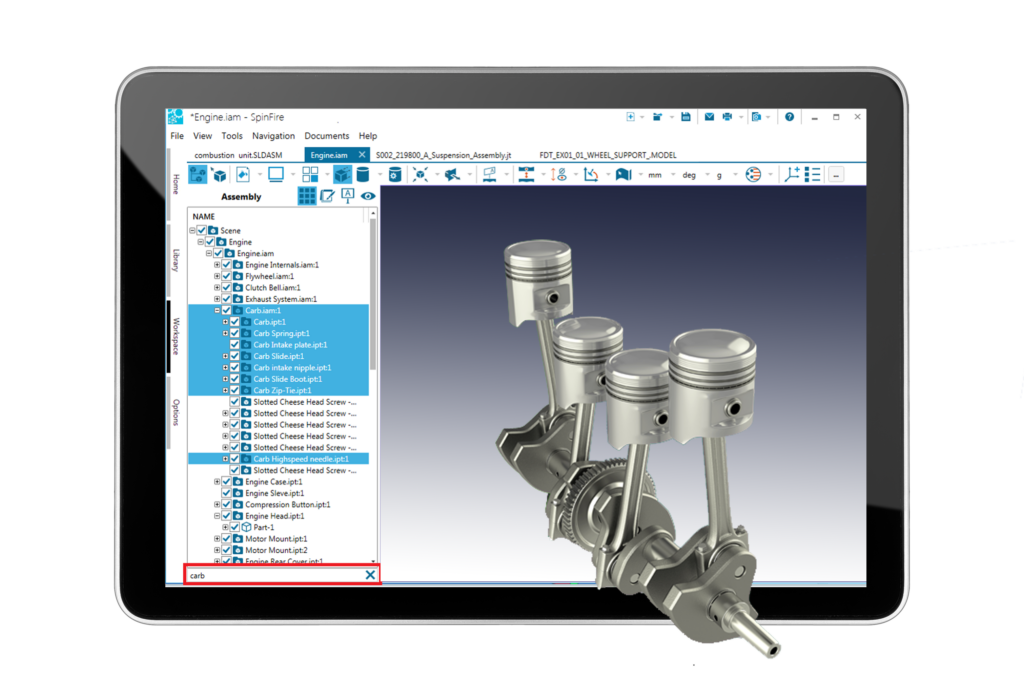 *Engine.iam - SpinFire
File View Tools Navigation Documents Help
combustion unit.SLDASM Engine.iam S002_219800_A_Suspension_Assembly.jt FDT_EX01_01_WHEEL_SUPPORT_.MODEL
mm deg g
Home
Library
Workspace
Options
Assembly
NAME
Scene
Engine
Engine.iam
Engine Internals.iam:1
Flywheel.iam:1
Clutch Bell.iam:1
Exhaust System.iam:1
Carb.iam:1
Carb.ipt:1
Carb Spring.ipt:1
Carb Intake plate.ipt:1
Carb Slide.ipt:1
Carb intake nipple.ipt:1
Carb Slide Boot.ipt:1
Carb Zip-Tie.ipt:1
Slotted Cheese Head Screw -...
Slotted Cheese Head Screw -...
Slotted Cheese Head Screw -...
Slotted Cheese Head Screw -...
Slotted Cheese Head Screw -...
Carb Highspeed needle.ipt:1
Slotted Cheese Head Screw -...
Engine Case.ipt:1
Engine Sleve.ipt:1
Compression Button.ipt:1
Engine Head.ipt:1
Part-1
Motor Mount.ipt:1
Motor Mount.ipt:2
Engine Rear Cover.ipt:1
carb